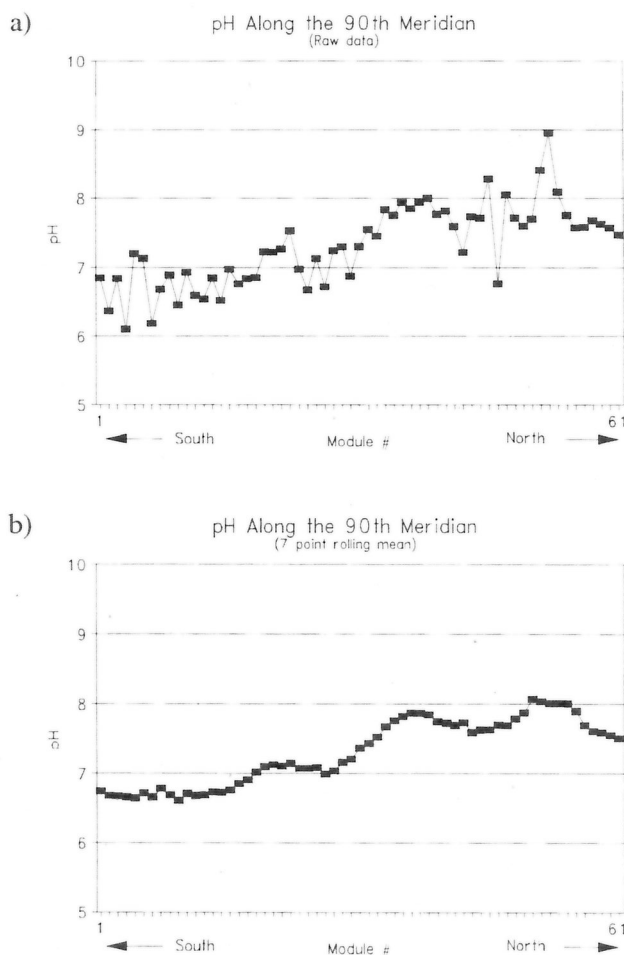 a)
pH Along the 90th Meridian
(Raw data)
10
9
8
7
6
5
pH
1
61
South
Module #
North
b)
pH Along the 90th Meridian
(7 point rolling mean)
10
9
8
7
6
5
pH
1
61
South
Module #
North